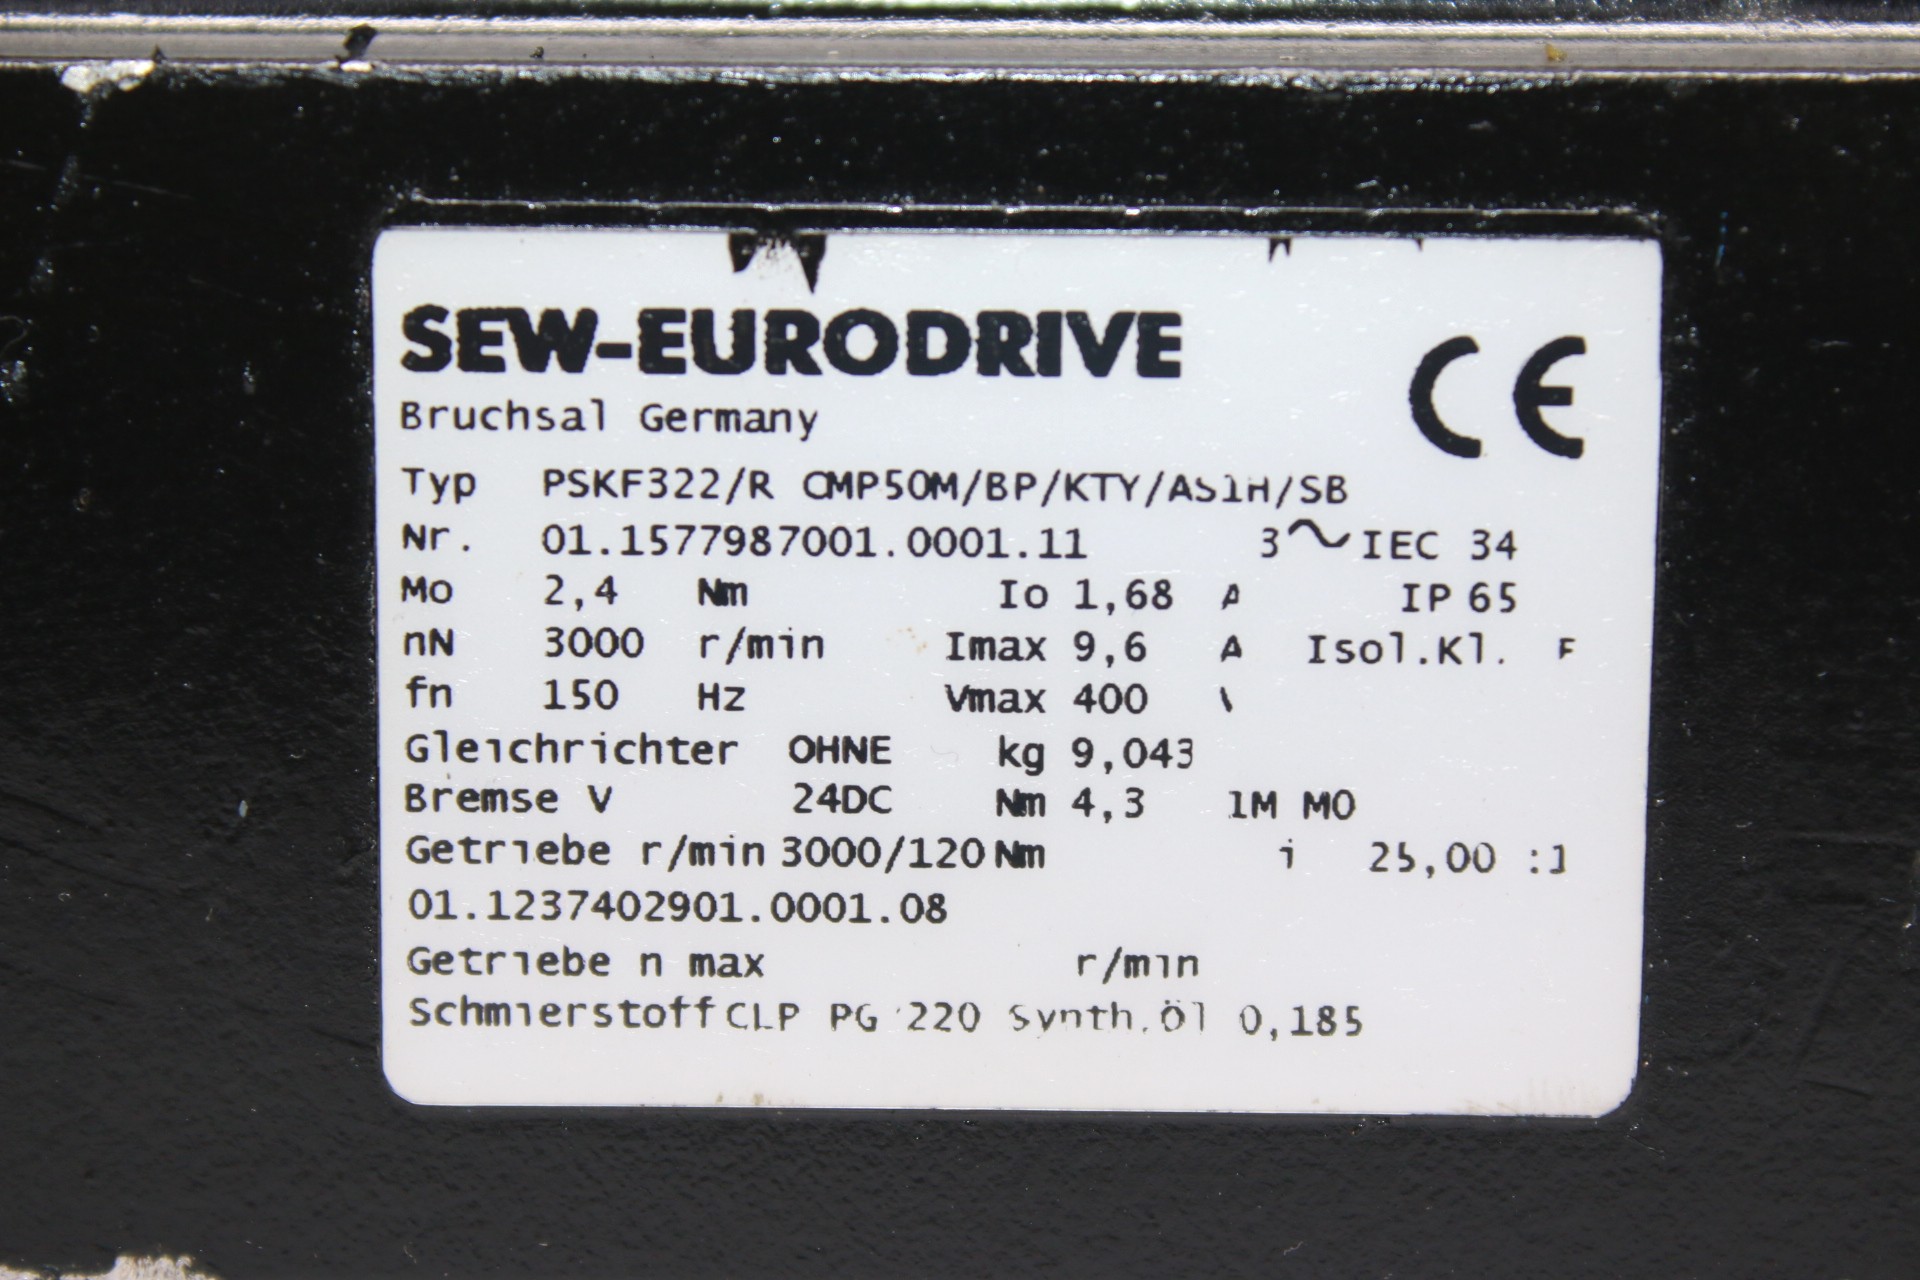 SEW-EURODRIVE
CE
Bruchsal Germany
Typ PSKF322/R CMP50M/BP/KTY/AS1H/SB
Nr. 01.1577987001.0001.11 3~IEC 34
Mo 2,4 Nm Io 1,68 A IP 65
nN 3000 r/min Imax 9,6 A Isol.Kl. F
fn 150 Hz Vmax 400 V
Gleichrichter OHNE kg 9,043
Bremse V 24DC Nm 4,3 IM MO
Getriebe r/min 3000/120 Nm i 25,00 :1
01.1237402901.0001.08
Getriebe n max r/min
Schmierstoff CLP PG 220 Synth.Öl 0,185